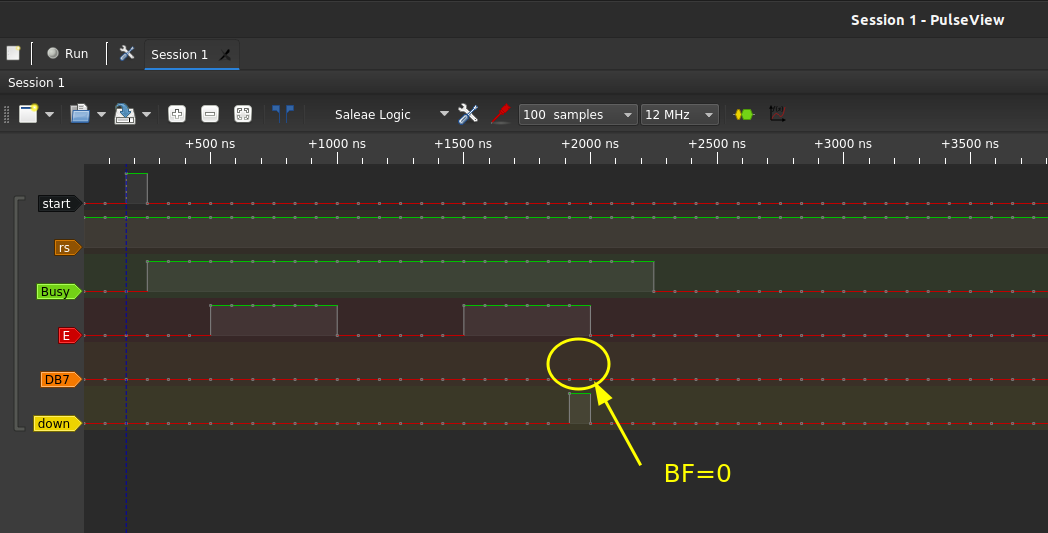 Session 1 - PulseView
Run
Session 1
Session 1
Saleae Logic
100 samples
12 MHz
+500 ns +1000 ns +1500 ns +2000 ns +2500 ns +3000 ns +3500 ns
start
rs
Busy
E
DB7
down
BF=0